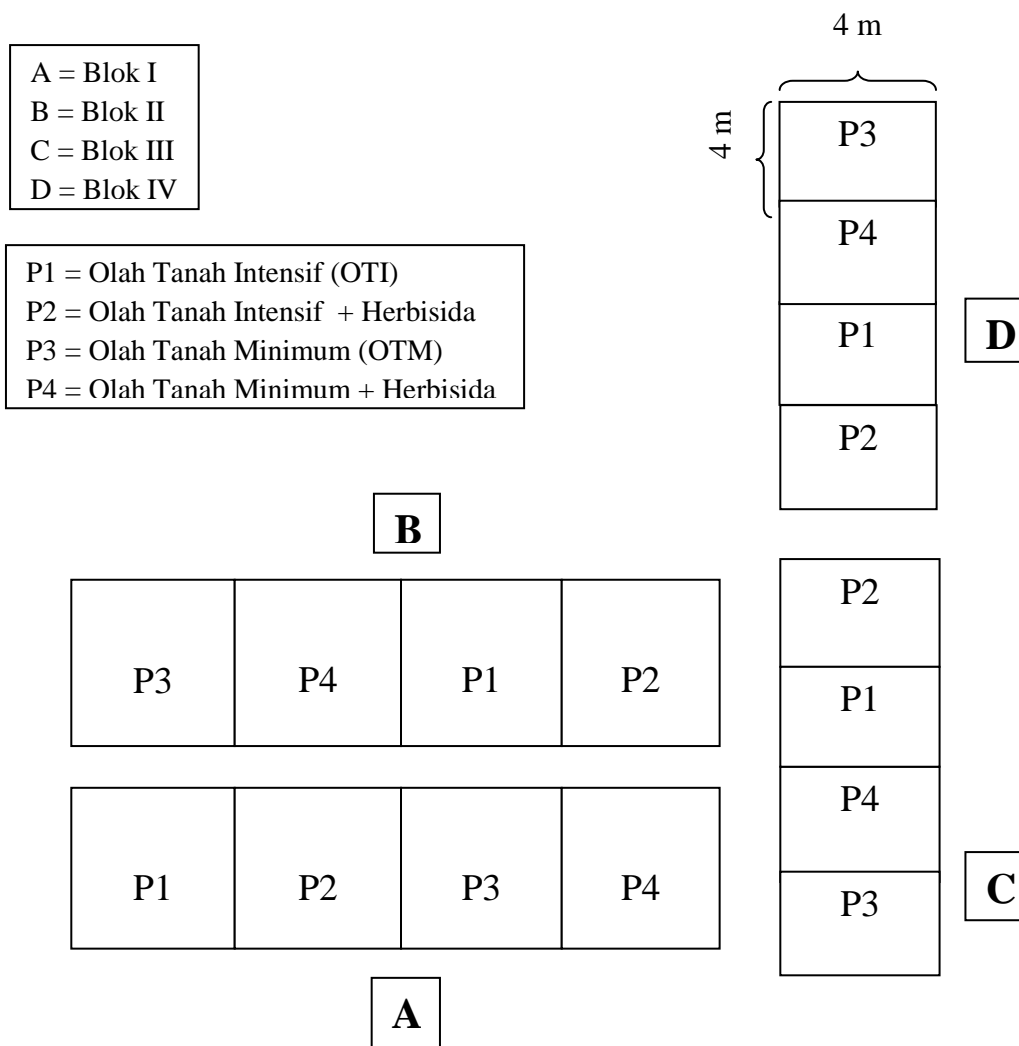 4 m
A = Blok I
B = Blok II
C = Blok III
D = Blok IV
4 m
P3
P4
P1
P2
D
P1 = Olah Tanah Intensif (OTI)
P2 = Olah Tanah Intensif + Herbisida
P3 = Olah Tanah Minimum (OTM)
P4 = Olah Tanah Minimum + Herbisida
B
P3 P4 P1 P2
P1 P2 P3 P4
A
P2
P1
P4
P3
C